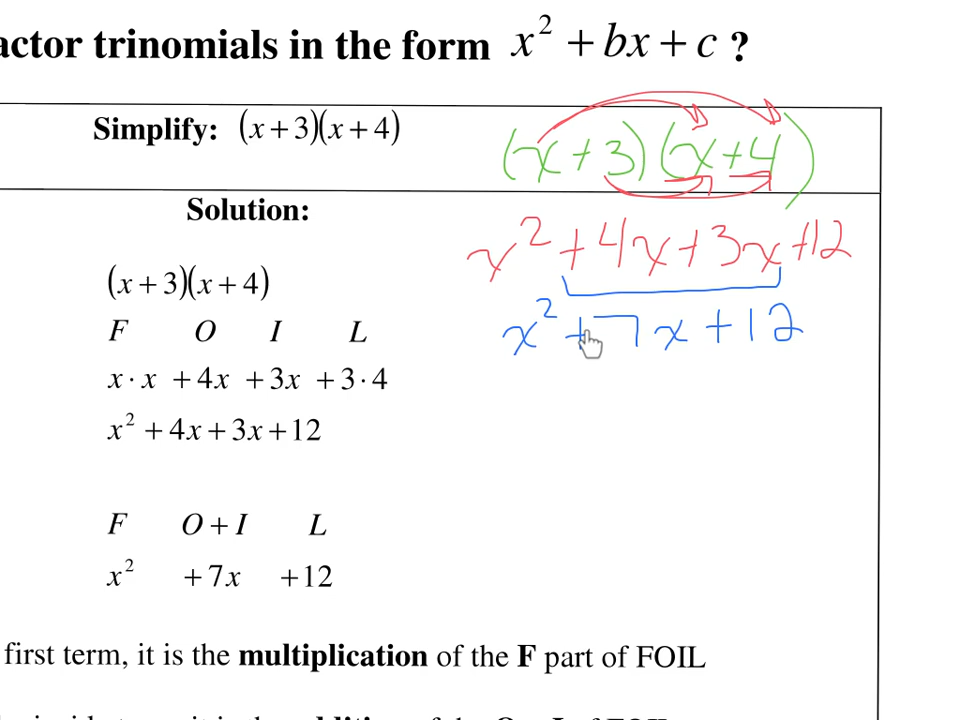 actor trinomials in the form x² + bx + c ?
Simplify: (x+3)(x+4)
(x+3)(x+4)
Solution:
x² + 4x + 3x + 12
(x+3)(x+4)
x² + 7x + 12
F O I L
x · x + 4x + 3x + 3 · 4
x² + 4x + 3x + 12
F O + I L
x² + 7x + 12
first term, it is the multiplication of the F part of FOIL